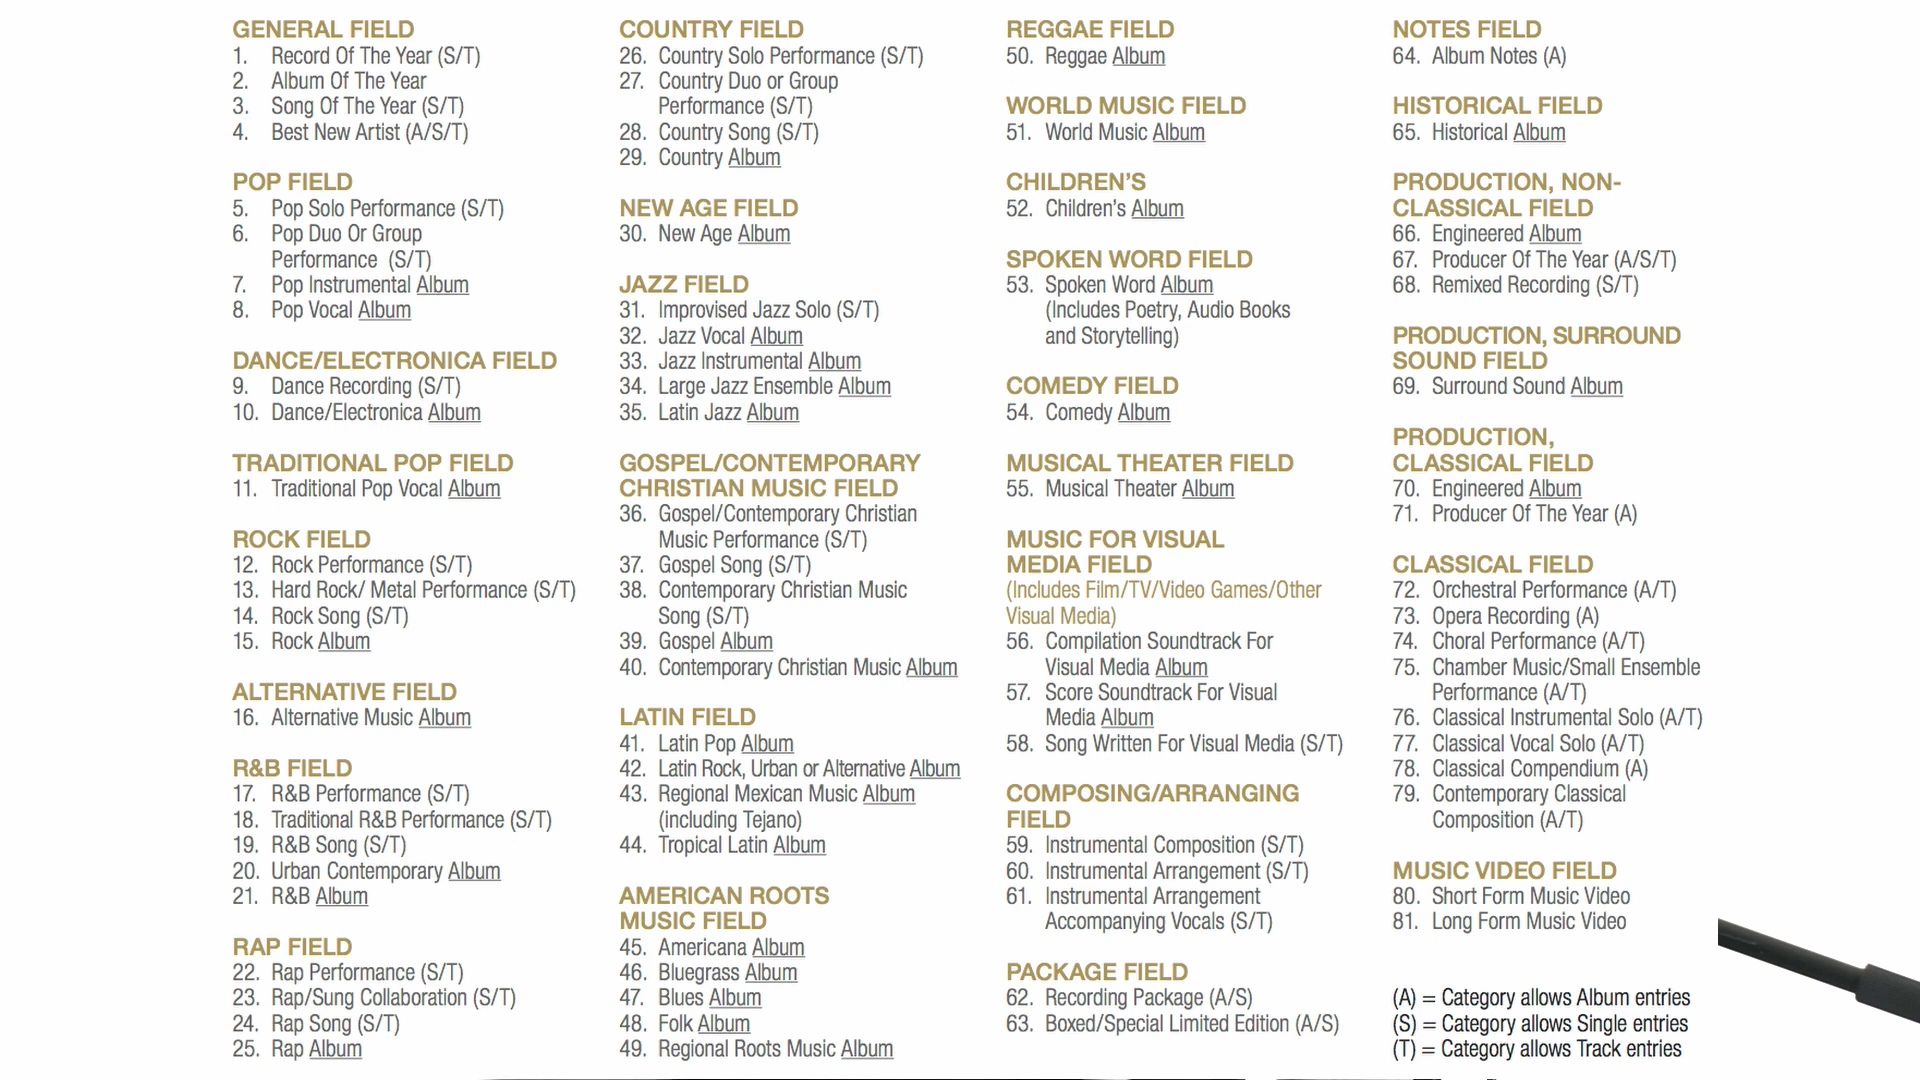 GENERAL FIELD
1. Record Of The Year (S/T)
2. Album Of The Year
3. Song Of The Year (S/T)
4. Best New Artist (A/S/T)
POP FIELD
5. Pop Solo Performance (S/T)
6. Pop Duo Or Group
Performance (S/T)
7. Pop Instrumental Album
8. Pop Vocal Album
DANCE/ELECTRONICA FIELD
9. Dance Recording (S/T)
10. Dance/Electronica Album
TRADITIONAL POP FIELD
11. Traditional Pop Vocal Album
ROCK FIELD
12. Rock Performance (S/T)
13. Hard Rock/ Metal Performance (S/T)
14. Rock Song (S/T)
15. Rock Album
ALTERNATIVE FIELD
16. Alternative Music Album
R&B FIELD
17. R&B Performance (S/T)
18. Traditional R&B Performance (S/T)
19. R&B Song (S/T)
20. Urban Contemporary Album
21. R&B Album
RAP FIELD
22. Rap Performance (S/T)
23. Rap/Sung Collaboration (S/T)
24. Rap Song (S/T)
25. Rap Album
COUNTRY FIELD
26. Country Solo Performance (S/T)
27. Country Duo or Group
Performance (S/T)
28. Country Song (S/T)
29. Country Album
NEW AGE FIELD
30. New Age Album
JAZZ FIELD
31. Improvised Jazz Solo (S/T)
32. Jazz Vocal Album
33. Jazz Instrumental Album
34. Large Jazz Ensemble Album
35. Latin Jazz Album
GOSPEL/CONTEMPORARY
CHRISTIAN MUSIC FIELD
36. Gospel/Contemporary Christian
Music Performance (S/T)
37. Gospel Song (S/T)
38. Contemporary Christian Music
Song (S/T)
39. Gospel Album
40. Contemporary Christian Music Album
LATIN FIELD
41. Latin Pop Album
42. Latin Rock, Urban or Alternative Album
43. Regional Mexican Music Album
(including Tejano)
44. Tropical Latin Album
AMERICAN ROOTS
MUSIC FIELD
45. Americana Album
46. Bluegrass Album
47. Blues Album
48. Folk Album
49. Regional Roots Music Album
REGGAE FIELD
50. Reggae Album
WORLD MUSIC FIELD
51. World Music Album
CHILDREN'S
52. Children's Album
SPOKEN WORD FIELD
53. Spoken Word Album
(Includes Poetry, Audio Books
and Storytelling)
COMEDY FIELD
54. Comedy Album
MUSICAL THEATER FIELD
55. Musical Theater Album
MUSIC FOR VISUAL
MEDIA FIELD
(Includes Film/TV/Video Games/Other
Visual Media)
56. Compilation Soundtrack For
Visual Media Album
57. Score Soundtrack For Visual
Media Album
58. Song Written For Visual Media (S/T)
COMPOSING/ARRANGING
FIELD
59. Instrumental Composition (S/T)
60. Instrumental Arrangement (S/T)
61. Instrumental Arrangement
Accompanying Vocals (S/T)
PACKAGE FIELD
62. Recording Package (A/S)
63. Boxed/Special Limited Edition (A/S)
NOTES FIELD
64. Album Notes (A)
HISTORICAL FIELD
65. Historical Album
PRODUCTION, NON-
CLASSICAL FIELD
66. Engineered Album
67. Producer Of The Year (A/S/T)
68. Remixed Recording (S/T)
PRODUCTION, SURROUND
SOUND FIELD
69. Surround Sound Album
PRODUCTION,
CLASSICAL FIELD
70. Engineered Album
71. Producer Of The Year (A)
CLASSICAL FIELD
72. Orchestral Performance (A/T)
73. Opera Recording (A)
74. Choral Performance (A/T)
75. Chamber Music/Small Ensemble
Performance (A/T)
76. Classical Instrumental Solo (A/T)
77. Classical Vocal Solo (A/T)
78. Classical Compendium (A)
79. Contemporary Classical
Composition (A/T)
MUSIC VIDEO FIELD
80. Short Form Music Video
81. Long Form Music Video
(A) = Category allows Album entries
(S) = Category allows Single entries
(T) = Category allows Track entries